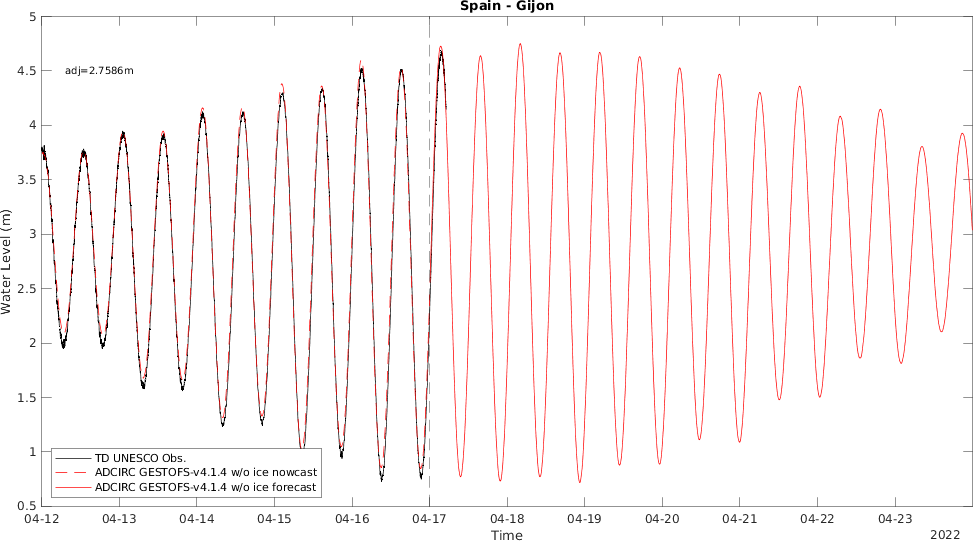 Spain - Gijon
5
4.5
4
3.5
3
2.5
2
1.5
1
0.5
Water Level (m)
adj=2.7586m
TD UNESCO Obs.
ADCIRC GESTOFS-v4.1.4 w/o ice nowcast
ADCIRC GESTOFS-v4.1.4 w/o ice forecast
04-12 04-13 04-14 04-15 04-16 04-17 04-18 04-19 04-20 04-21 04-22 04-23
Time
2022